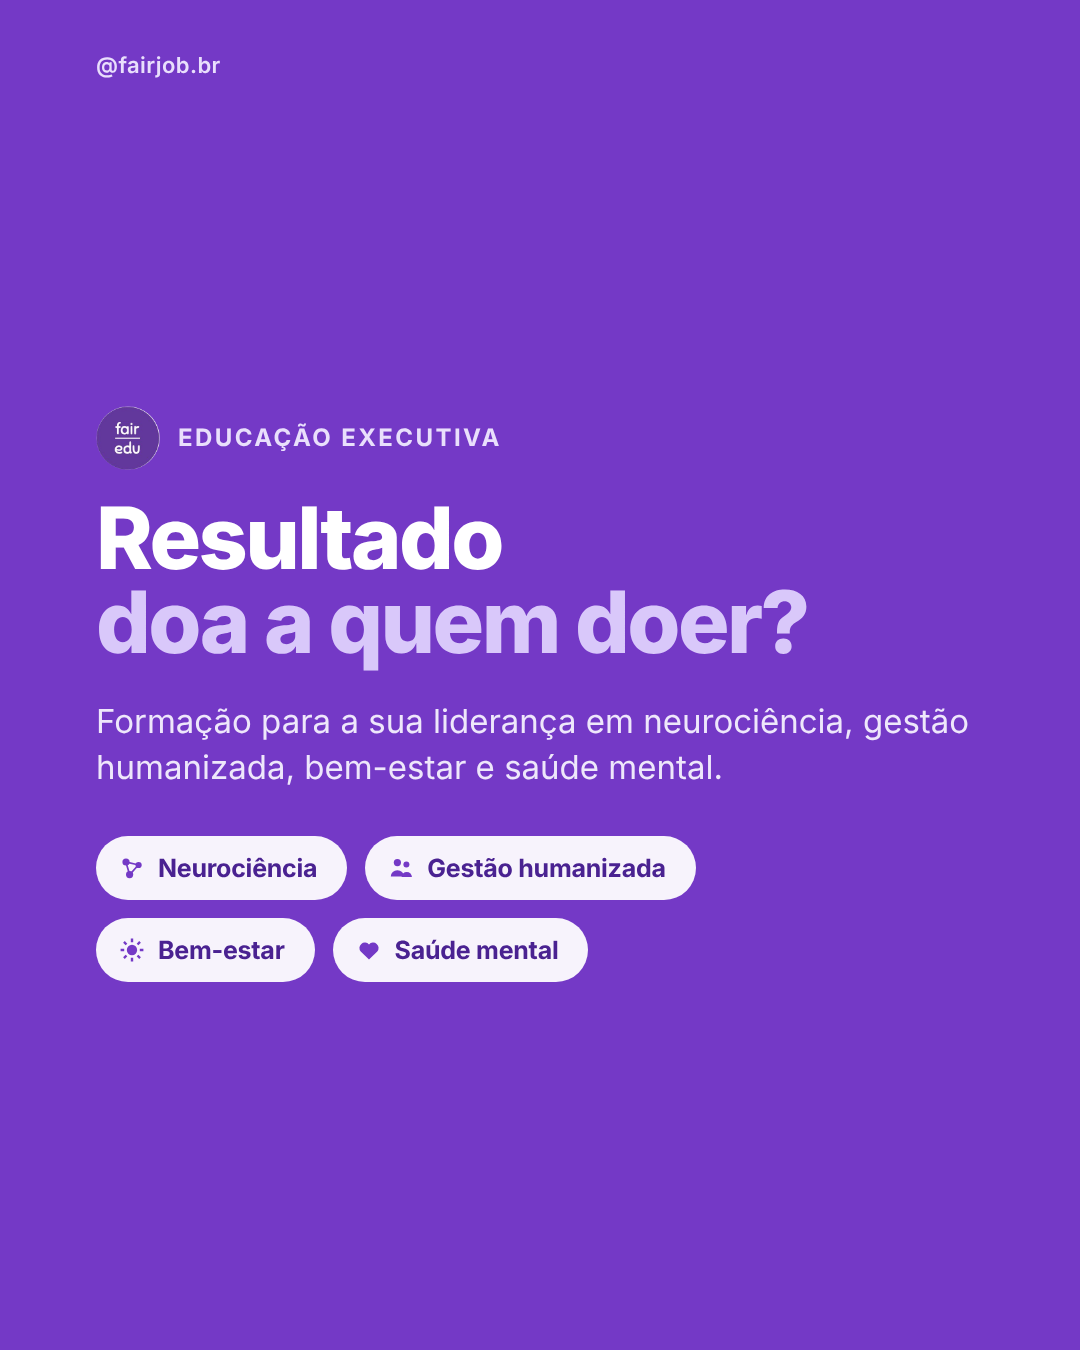 @fairjob.br
fair
edu
EDUCAÇÃO EXECUTIVA
Resultado
doa a quem doer?
Formação para a sua liderança em neurociência, gestão
humanizada, bem-estar e saúde mental.
Neurociência
Gestão humanizada
Bem-estar
Saúde mental